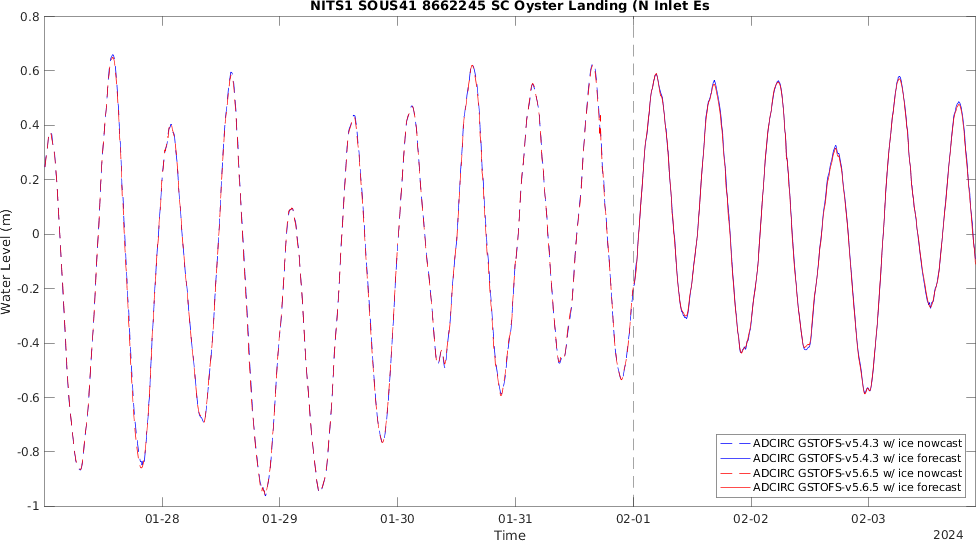 NITS1 SOUS41 8662245 SC Oyster Landing (N Inlet Es
0.8
0.6
0.4
0.2
0
-0.2
-0.4
-0.6
-0.8
-1
Water Level (m)
01-28 01-29 01-30 01-31 02-01 02-02 02-03
Time
2024
ADCIRC GSTOFS-v5.4.3 w/ ice nowcast
ADCIRC GSTOFS-v5.4.3 w/ ice forecast
ADCIRC GSTOFS-v5.6.5 w/ ice nowcast
ADCIRC GSTOFS-v5.6.5 w/ ice forecast